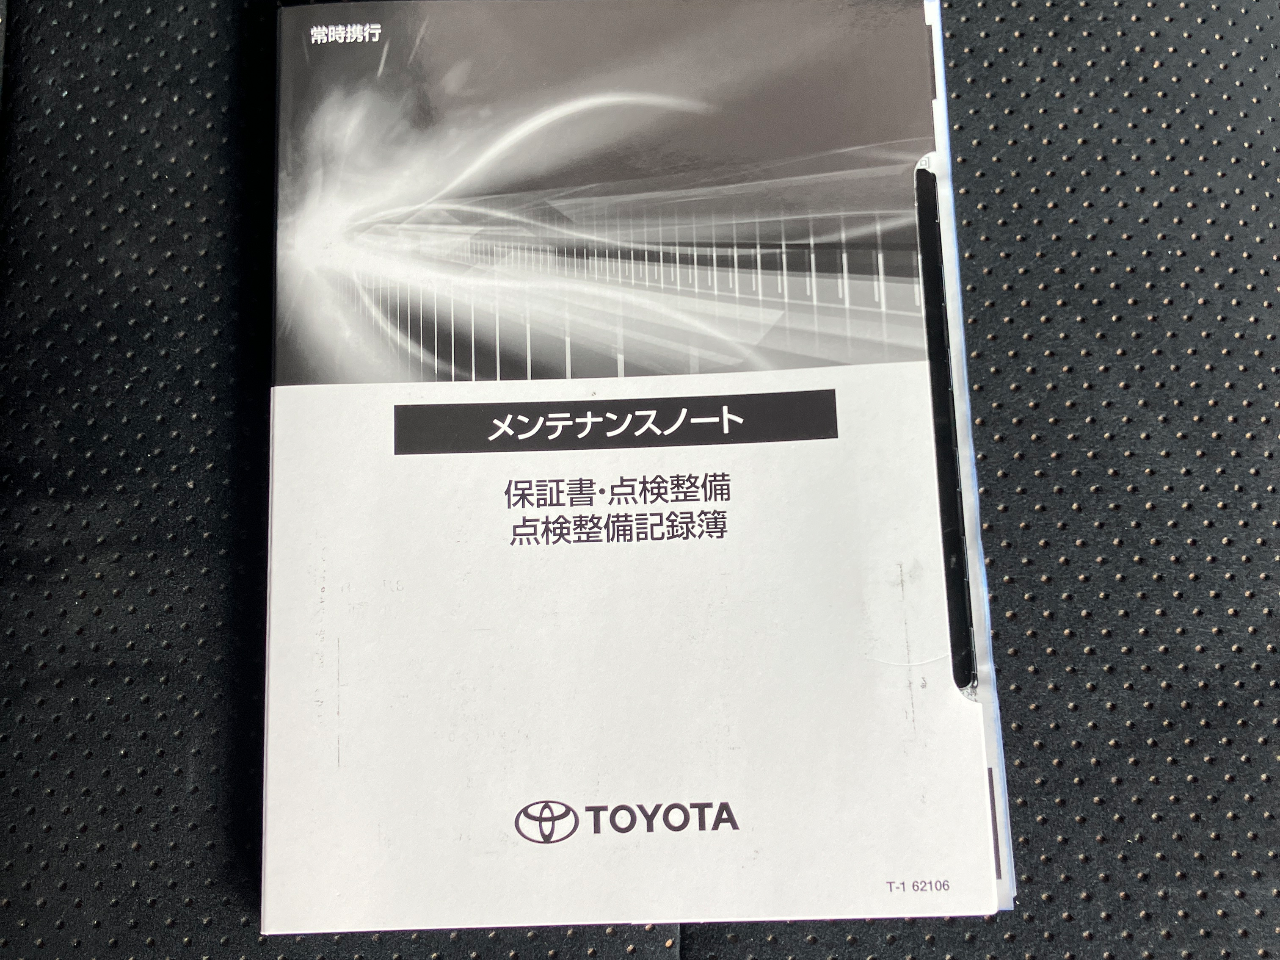 常時携行
メンテナンスノート
保証書・点検整備
点検整備記録簿
TOYOTA
T-1 62106